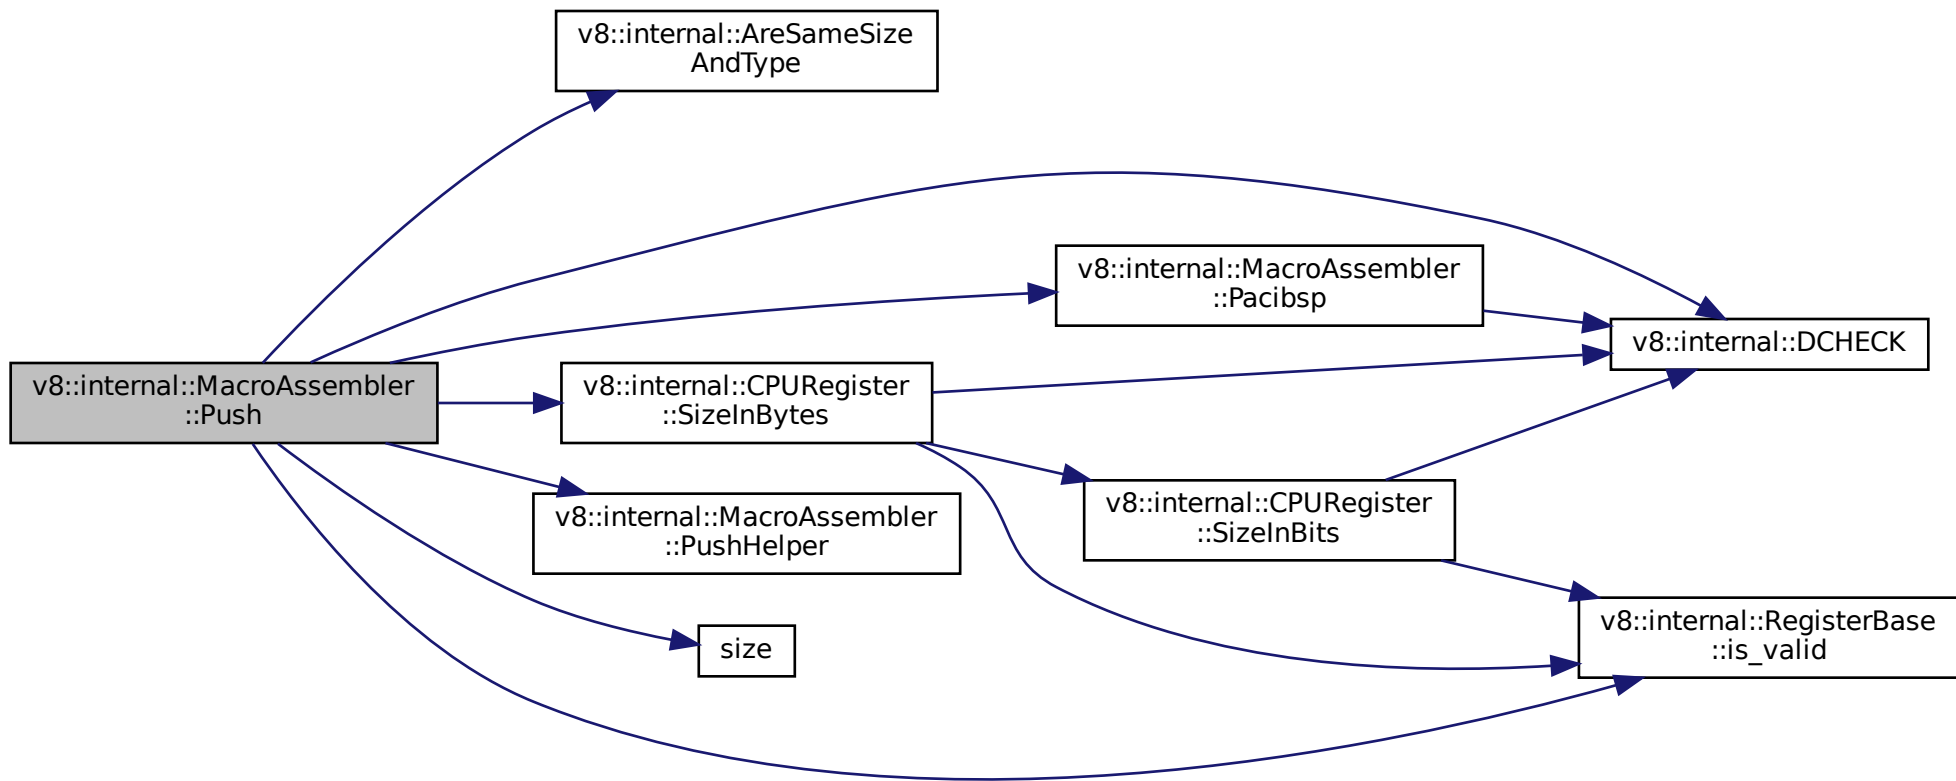 v8::internal::AreSameSize
AndType
v8::internal::MacroAssembler
::Pacibsp
v8::internal::DCHECK
v8::internal::MacroAssembler
::Push
v8::internal::CPURegister
::SizeInBytes
v8::internal::CPURegister
::SizeInBits
v8::internal::MacroAssembler
::PushHelper
size
v8::internal::RegisterBase
::is_valid